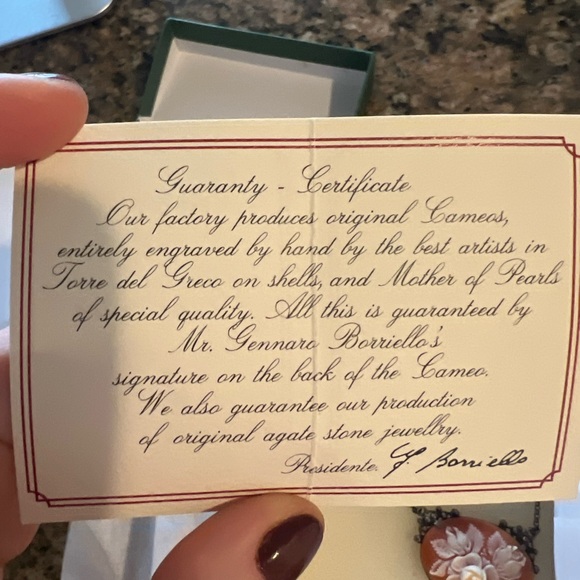 Guaranty - Certificate
Our factory produces original Cameos,
entirely engraved by hand by the best artists in
Torre del Greco on shells, and Mother of Pearls
of special quality. All this is guaranteed by
Mr. Gennaro Borriello's
signature on the back of the Cameo.
We also guarantee our production
of original agate stone jewellry.
Presidente. G. Borriello